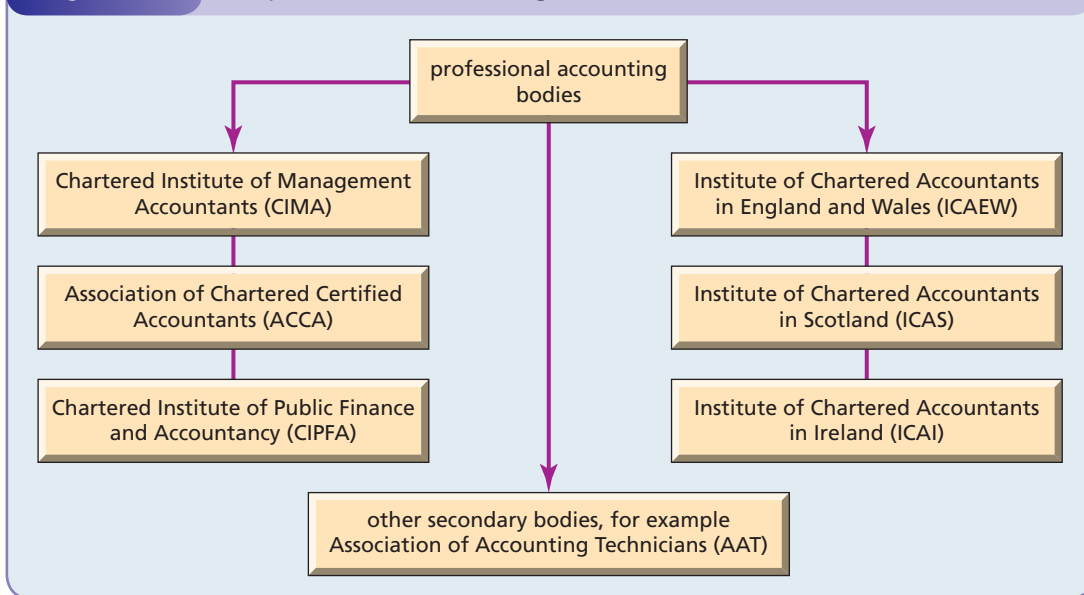 professional accounting
bodies
Chartered Institute of Management
Accountants (CIMA)
Association of Chartered Certified
Accountants (ACCA)
Chartered Institute of Public Finance
and Accountancy (CIPFA)
Institute of Chartered Accountants
in England and Wales (ICAEW)
Institute of Chartered Accountants
in Scotland (ICAS)
Institute of Chartered Accountants
in Ireland (ICAI)
other secondary bodies, for example
Association of Accounting Technicians (AAT)